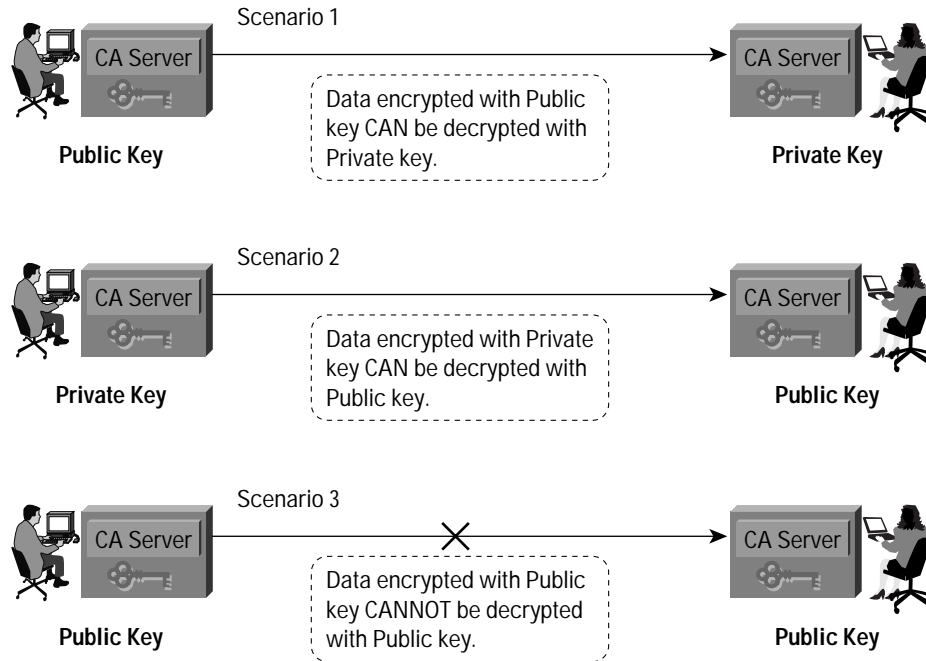 Scenario 1
CA Server
CA Server
Data encrypted with Public
key CAN be decrypted with
Private key.
Public Key
Private Key
Scenario 2
CA Server
CA Server
Data encrypted with Private
key CAN be decrypted with
Public key.
Private Key
Public Key
Scenario 3
CA Server
CA Server
Data encrypted with Public
key CANNOT be decrypted
with Public key.
Public Key
Public Key